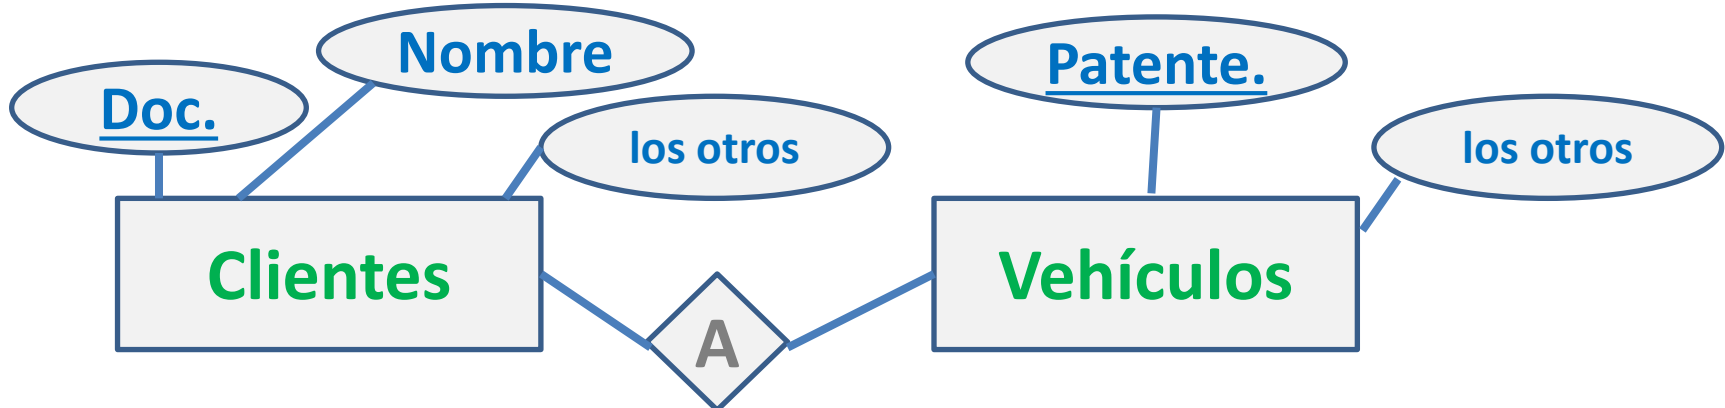 Nombre
Patente.
Doc.
los otros
los otros
Clientes
Vehículos
A